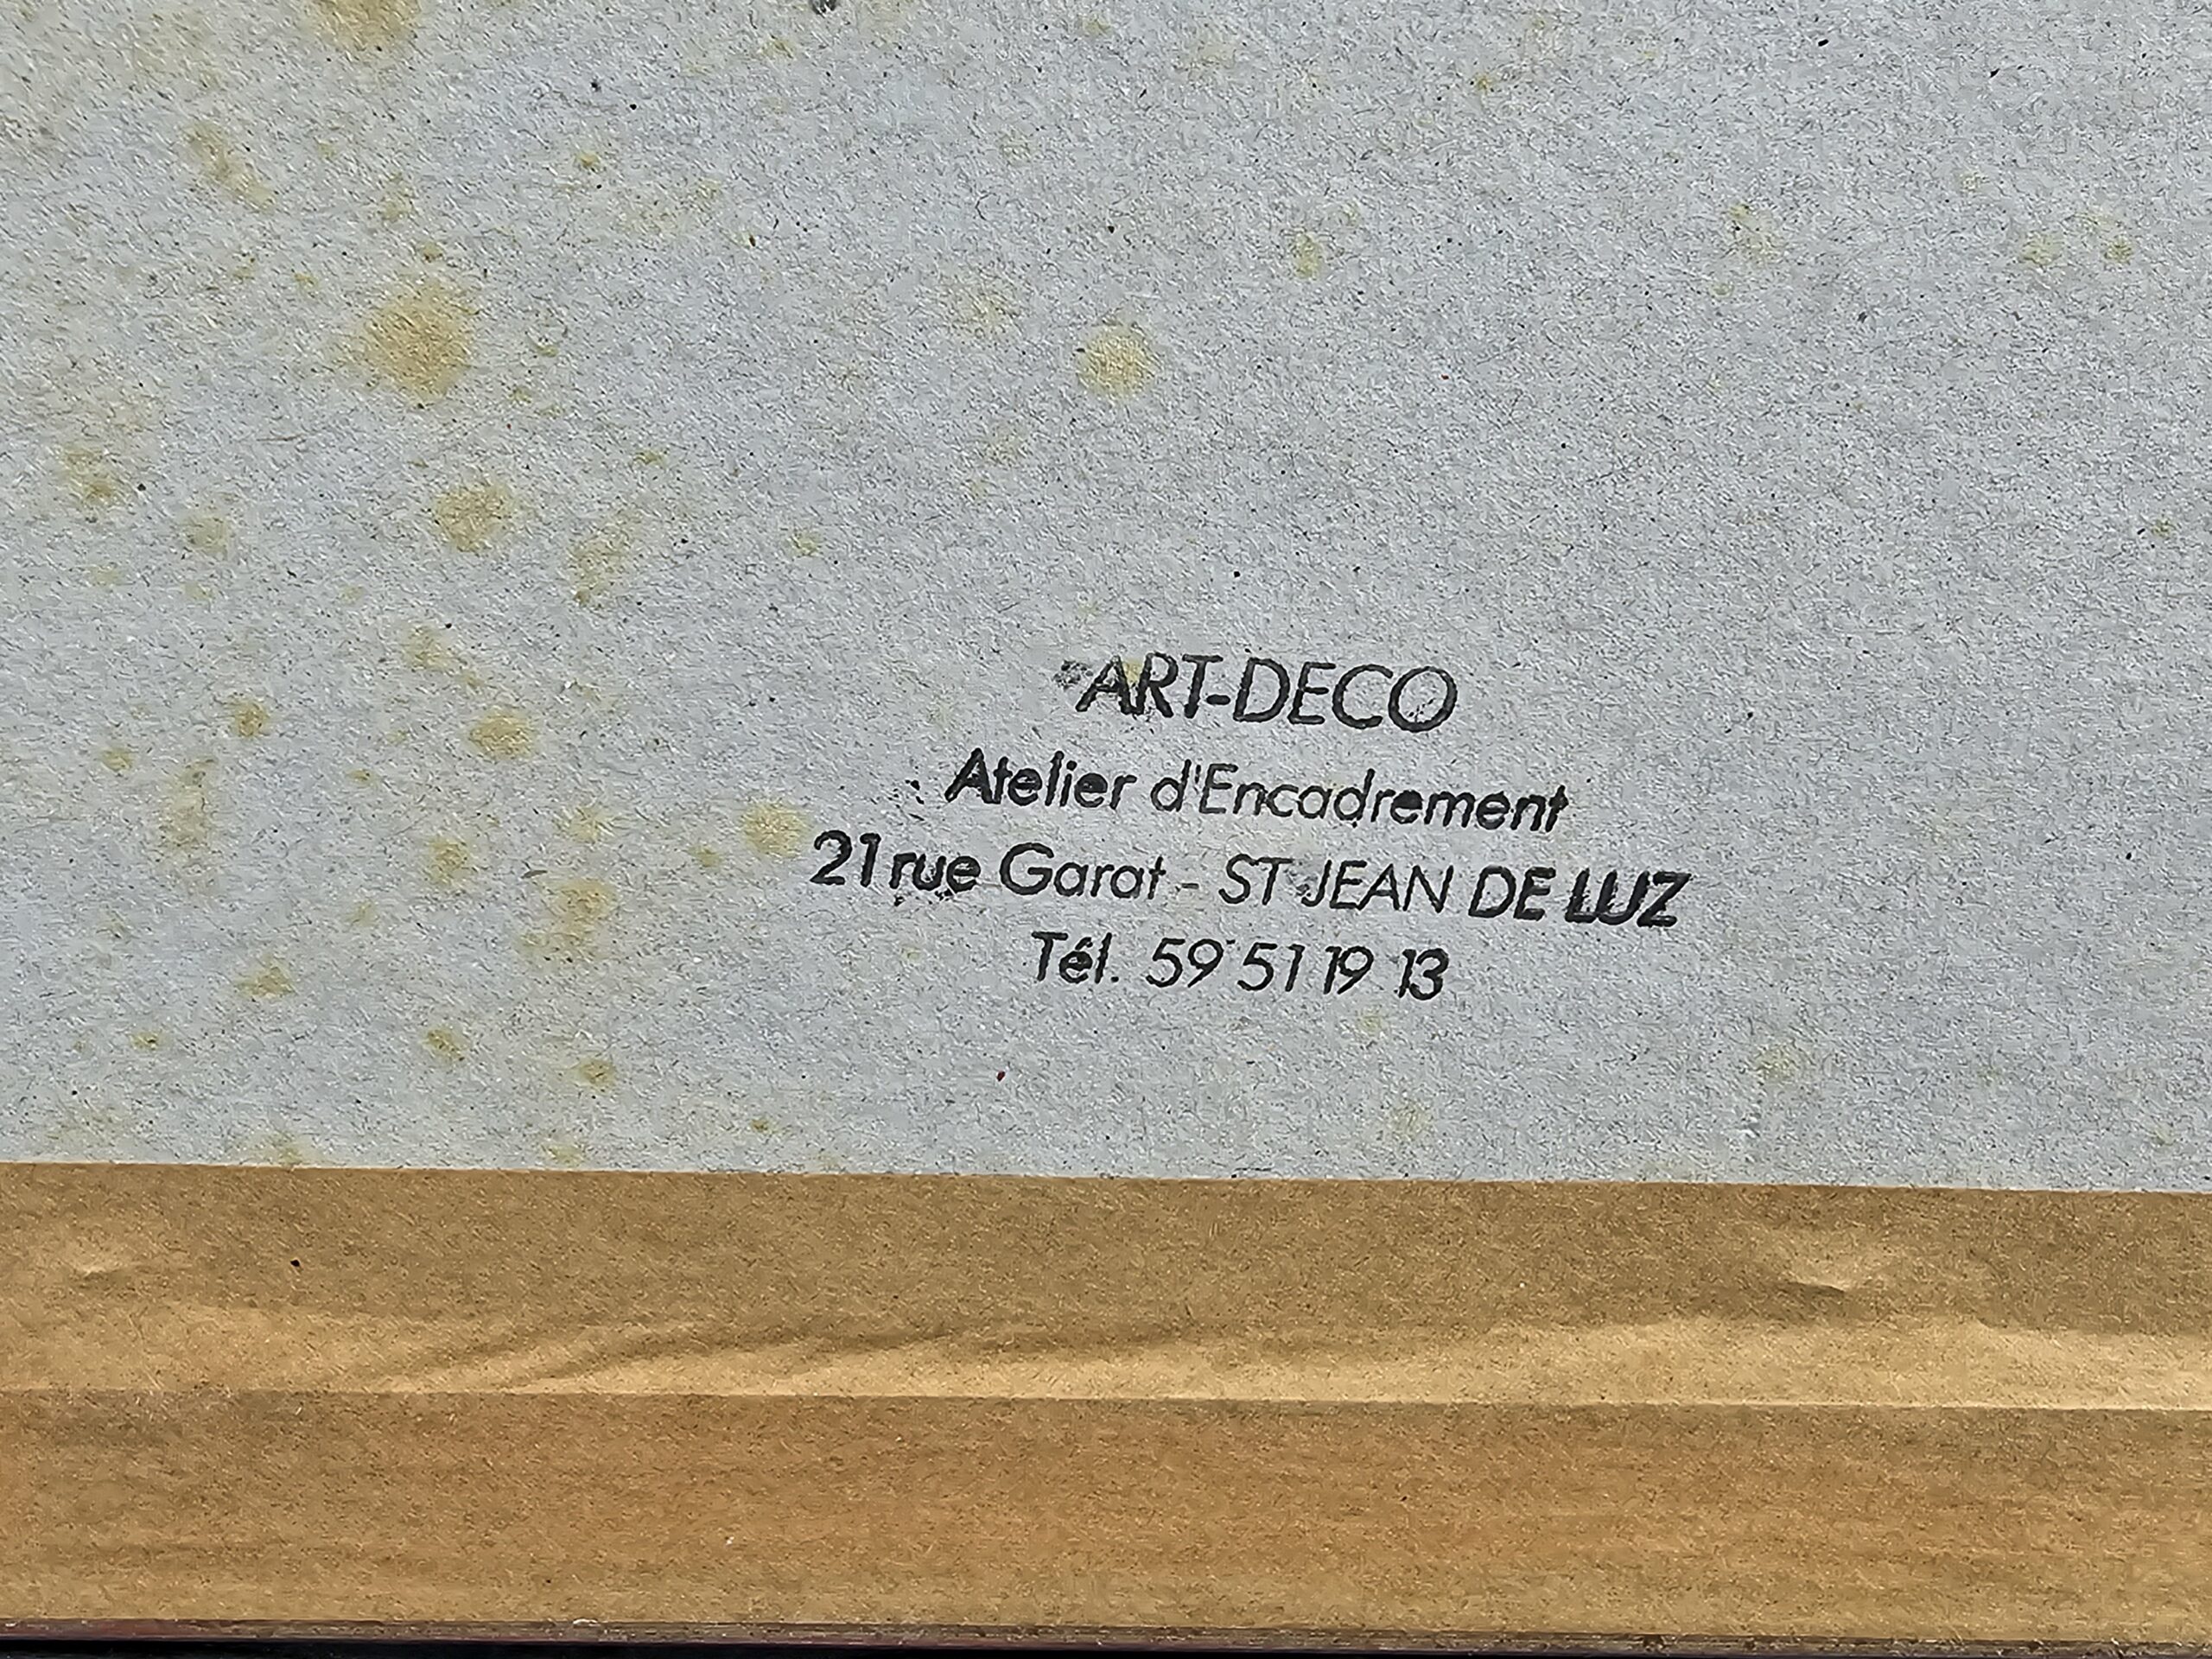 ART-DECO
Atelier d'Encadrement
21 rue Garat - ST JEAN DE LUZ
Tél. 59 51 19 13